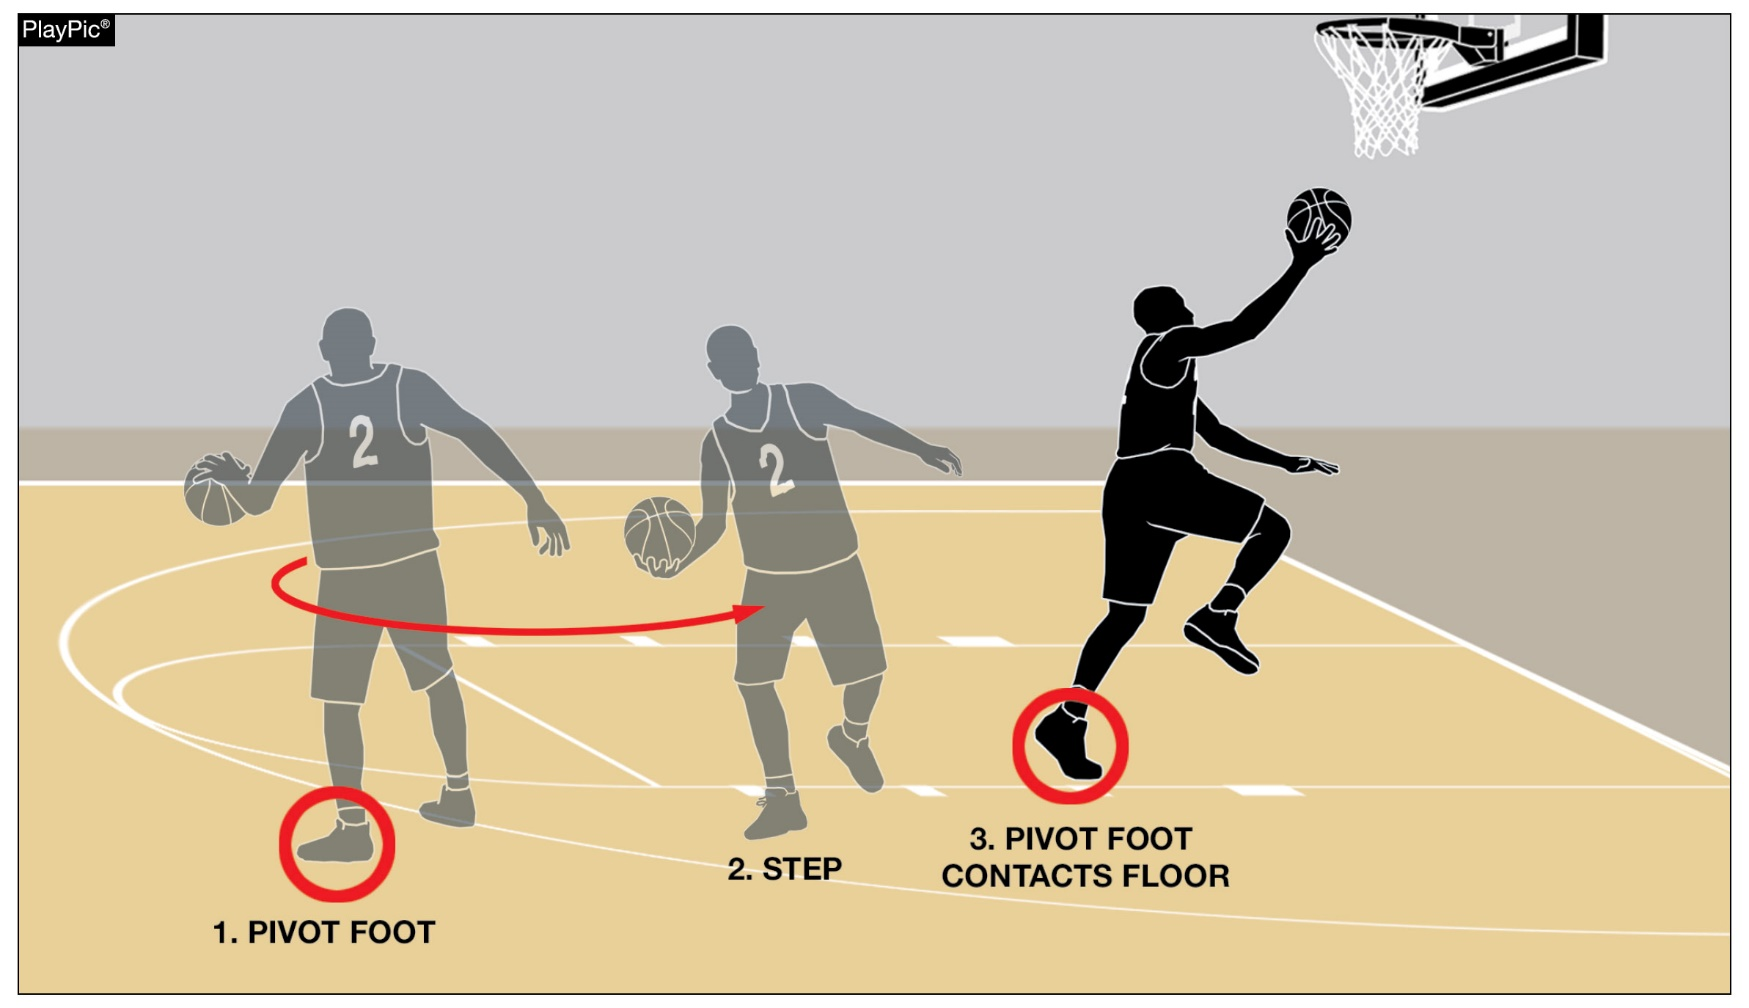 PlayPic®
2
2
1. PIVOT FOOT
2. STEP
3. PIVOT FOOT
CONTACTS FLOOR